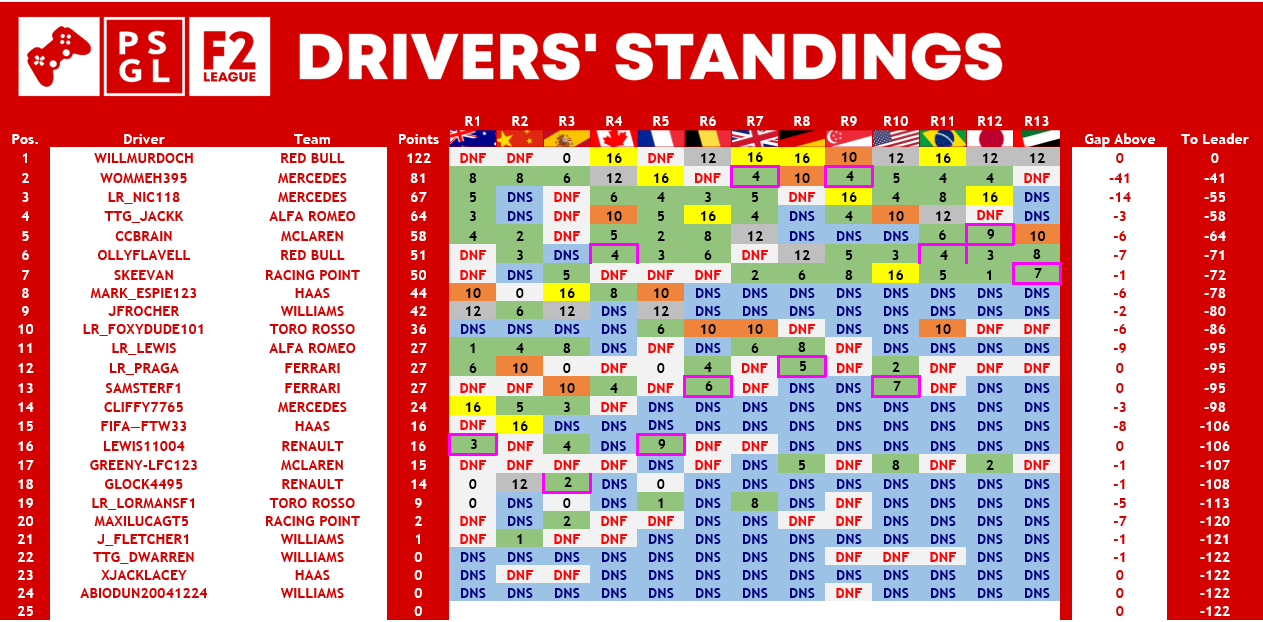 P S
G L
F2
LEAGUE
DRIVERS' STANDINGS
R1 R2 R3 R4 R5 R6 R7 R8 R9 R10 R11 R12 R13
Pos. Driver Team Points Gap Above To Leader
1 WILLMURDOCH RED BULL 122 DNF DNF 0 16 DNF 12 16 16 10 12 16 12 12 0 0
2 WOMMEH395 MERCEDES 81 8 8 6 12 16 DNF 4 10 4 5 4 4 DNF -41 -41
3 LR_NIC118 MERCEDES 67 5 DNS DNF 6 4 3 5 DNF 16 4 8 16 DNS -14 -55
4 TTG_JACKK ALFA ROMEO 64 3 DNS DNF 10 5 16 4 DNS 4 10 12 DNF DNS -3 -58
5 CCBRAIN MCLAREN 58 4 2 DNF 5 2 8 12 DNS DNS DNS 6 9 10 -6 -64
6 OLLYFLAVELL RED BULL 51 DNF 3 DNS 4 3 6 DNF 12 5 3 4 3 8 -7 -71
7 SKEEVAN RACING POINT 50 DNF DNS 5 DNF DNF DNF 2 6 8 16 5 1 7 -1 -72
8 MARK_ESPIE123 HAAS 44 10 0 16 8 10 DNS DNS DNS DNS DNS DNS DNS DNS -6 -78
9 JFROCHER WILLIAMS 42 12 6 12 DNS 12 DNS DNS DNS DNS DNS DNS DNS DNS -2 -80
10 LR_FOXYDUDE101 TORO ROSSO 36 DNS DNS DNS DNS 6 10 10 DNF DNS DNS 10 DNF DNF -6 -86
11 LR_LEWIS ALFA ROMEO 27 1 4 8 DNS DNF DNS 6 8 DNF DNS DNS DNS DNS -9 -95
12 LR_PRAGA FERRARI 27 6 10 0 DNF 0 4 DNF 5 DNF 2 DNF DNF DNF 0 -95
13 SAMSTERF1 FERRARI 27 DNF DNF 10 4 DNF 6 DNF DNS DNS 7 DNF DNS DNS 0 -95
14 CLIFFY7765 MERCEDES 24 16 5 3 DNF DNS DNS DNS DNS DNS DNS DNS DNS DNS -3 -98
15 FIFA—FTW33 HAAS 16 DNF 16 DNS DNS DNS DNS DNS DNS DNS DNS DNS DNS DNS -8 -106
16 LEWIS11004 RENAULT 16 3 DNF 4 DNS 9 DNF DNF DNS DNS DNS DNS DNS DNS 0 -106
17 GREENY-LFC123 MCLAREN 15 DNF DNF DNF DNF DNS DNF DNS 5 DNF 8 DNF 2 DNF -1 -107
18 GLOCK4495 RENAULT 14 0 12 2 DNS 0 DNS DNS DNS DNS DNS DNS DNS DNS -1 -108
19 LR_LORMANSF1 TORO ROSSO 9 0 DNS 0 DNS 1 DNS 8 DNS DNF DNS DNS DNS DNS -5 -113
20 MAXILUCAGT5 RACING POINT 2 DNF DNS 2 DNF DNF DNS DNS DNF DNF DNS DNS DNS DNS -7 -120
21 J_FLETCHER1 WILLIAMS 1 DNF 1 DNF DNF DNS DNS DNS DNS DNS DNS DNS DNS DNS -1 -121
22 TTG_DWARREN WILLIAMS 0 DNS DNS DNS DNS DNS DNS DNS DNS DNF DNF DNF DNS DNS -1 -122
23 XJACKLACEY HAAS 0 DNS DNF DNF DNS DNS DNS DNS DNS DNS DNS DNS DNS DNS 0 -122
24 ABIODUN20041224 WILLIAMS 0 DNS DNS DNS DNS DNS DNS DNS DNS DNF DNS DNS DNS DNS 0 -122
25 0 0 -122